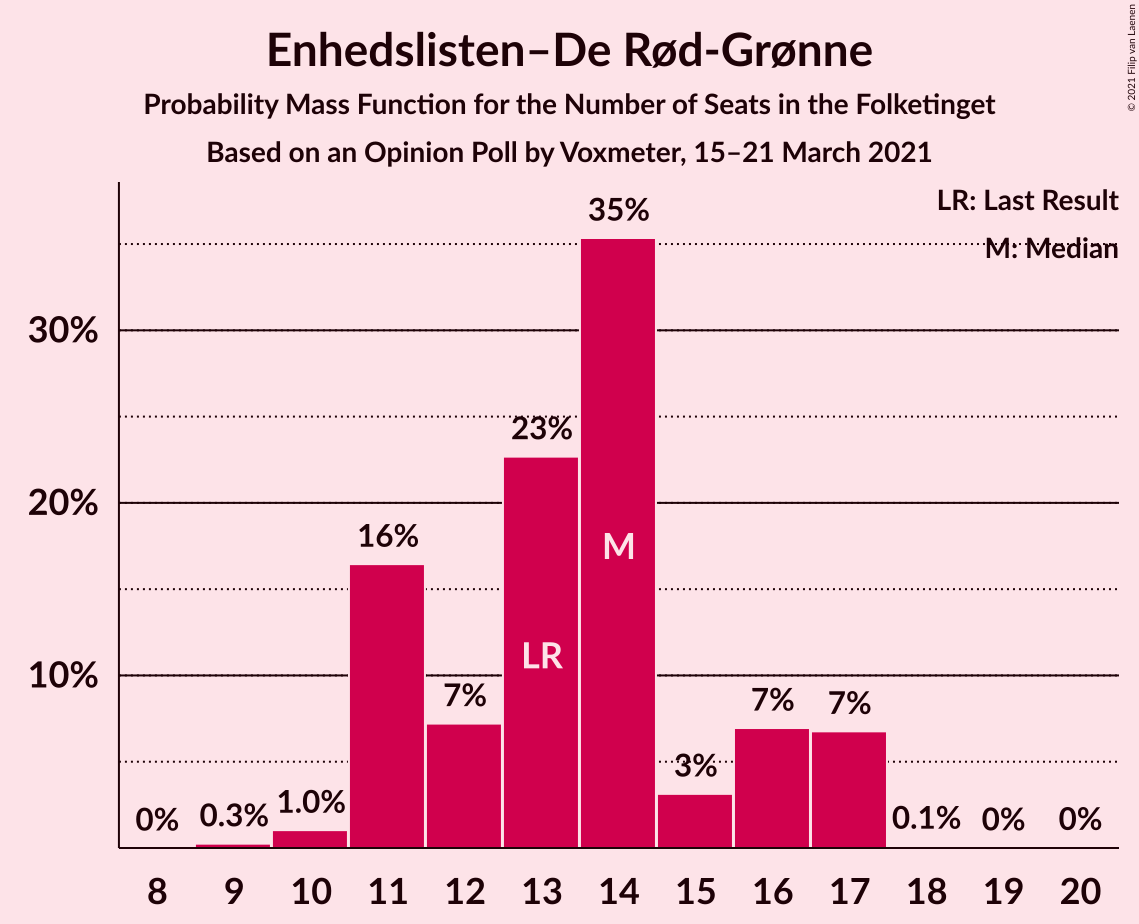 © 2021 Filip van Laenen
Enhedslisten–De Rød-Grønne
Probability Mass Function for the Number of Seats in the Folketinget
Based on an Opinion Poll by Voxmeter, 15–21 March 2021
LR: Last Result
M: Median
30%
20%
10%
0%
0.3%
1.0%
16%
7%
23%
35%
3%
7%
7%
0.1%
0%
0%
LR
M
8 9 10 11 12 13 14 15 16 17 18 19 20